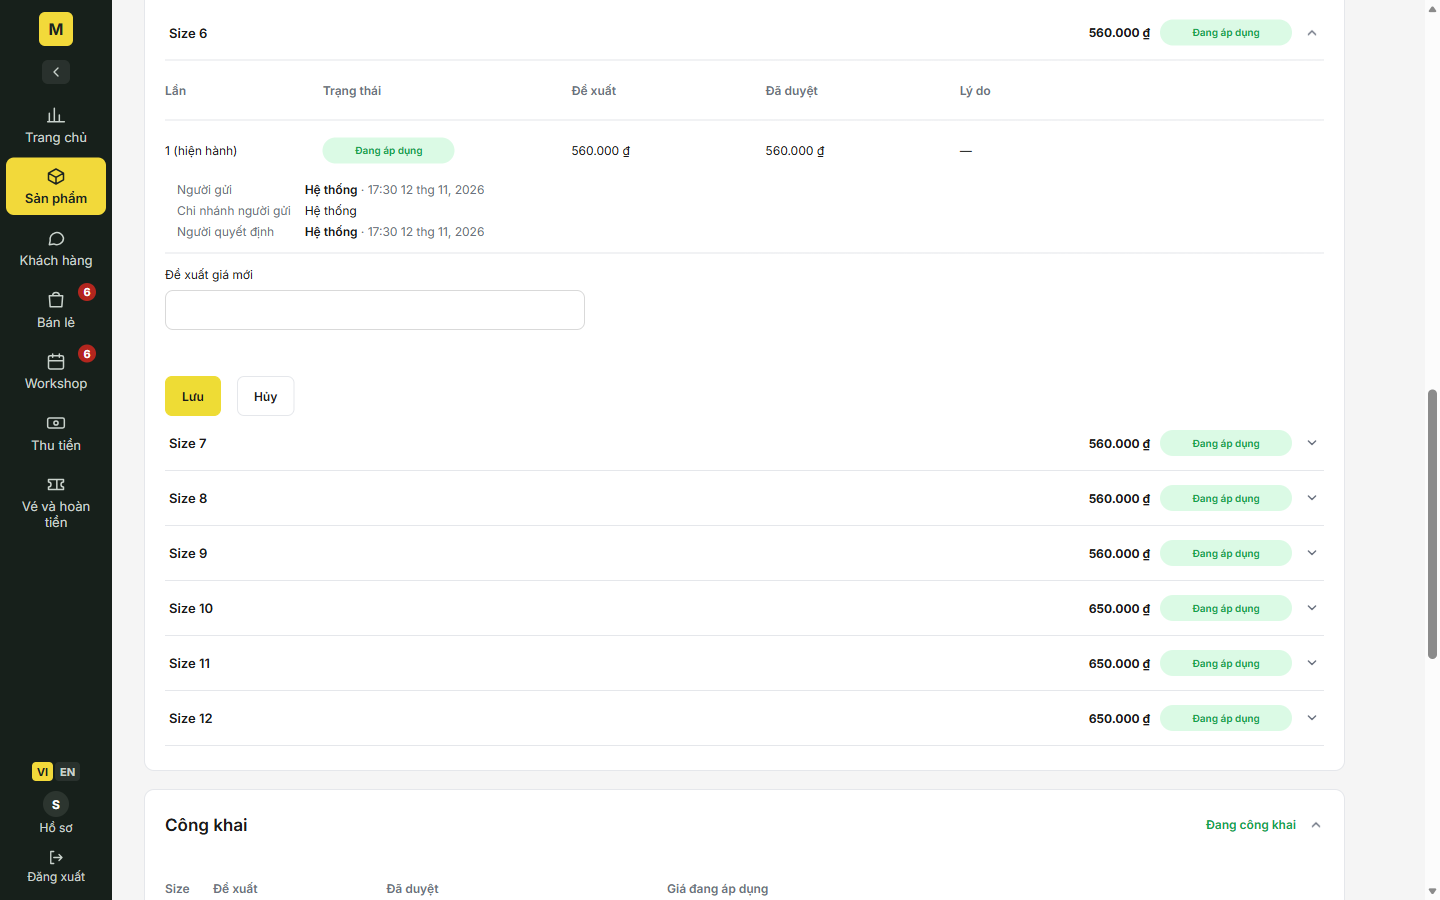 M
Trang chủ
Sản phẩm
Khách hàng
6
Bán lẻ
6
Workshop
Thu tiền
Vé và hoàn
tiền
VI EN
S
Hồ sơ
Đăng xuất
Size 6 560.000 ₫ Đang áp dụng
Lần Trạng thái Đề xuất Đã duyệt Lý do
1 (hiện hành) Đang áp dụng 560.000 ₫ 560.000 ₫ —
Người gửi Hệ thống · 17:30 12 thg 11, 2026
Chi nhánh người gửi Hệ thống
Người quyết định Hệ thống · 17:30 12 thg 11, 2026
Đề xuất giá mới
Lưu Hủy
Size 7 560.000 ₫ Đang áp dụng
Size 8 560.000 ₫ Đang áp dụng
Size 9 560.000 ₫ Đang áp dụng
Size 10 650.000 ₫ Đang áp dụng
Size 11 650.000 ₫ Đang áp dụng
Size 12 650.000 ₫ Đang áp dụng
Công khai Đang công khai
Size Đề xuất Đã duyệt Giá đang áp dụng